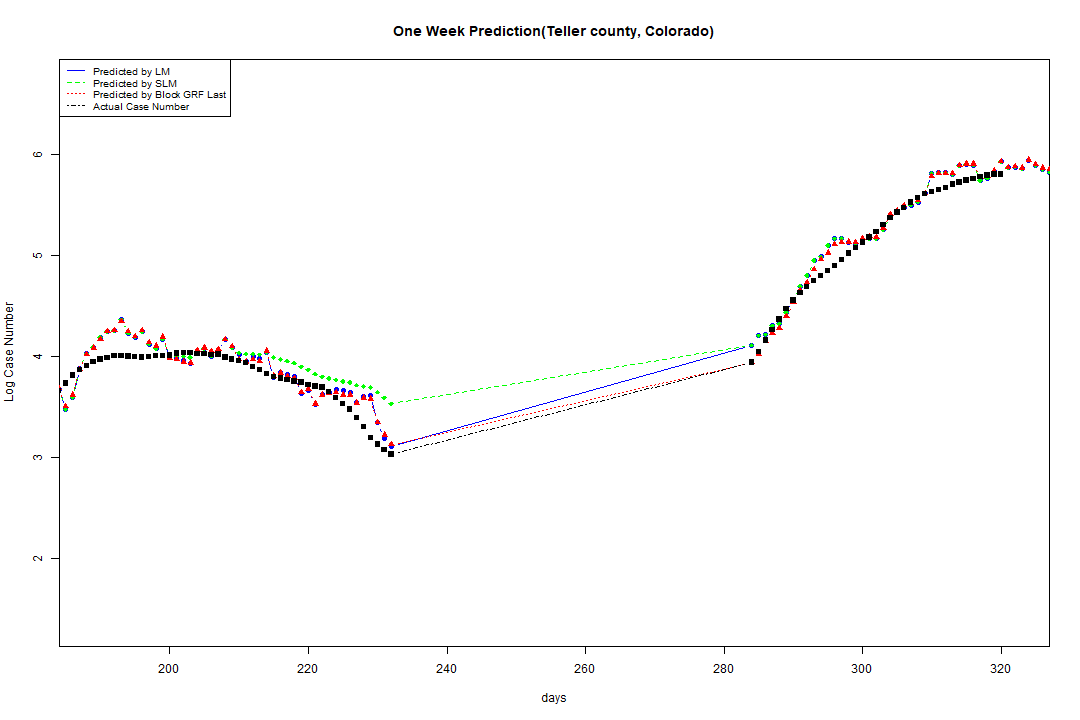 One Week Prediction(Teller county, Colorado)
Predicted by LM
Predicted by SLM
Predicted by Block GRF Last
Actual Case Number
6
5
4
3
2
Log Case Number
200 220 240 260 280 300 320
days